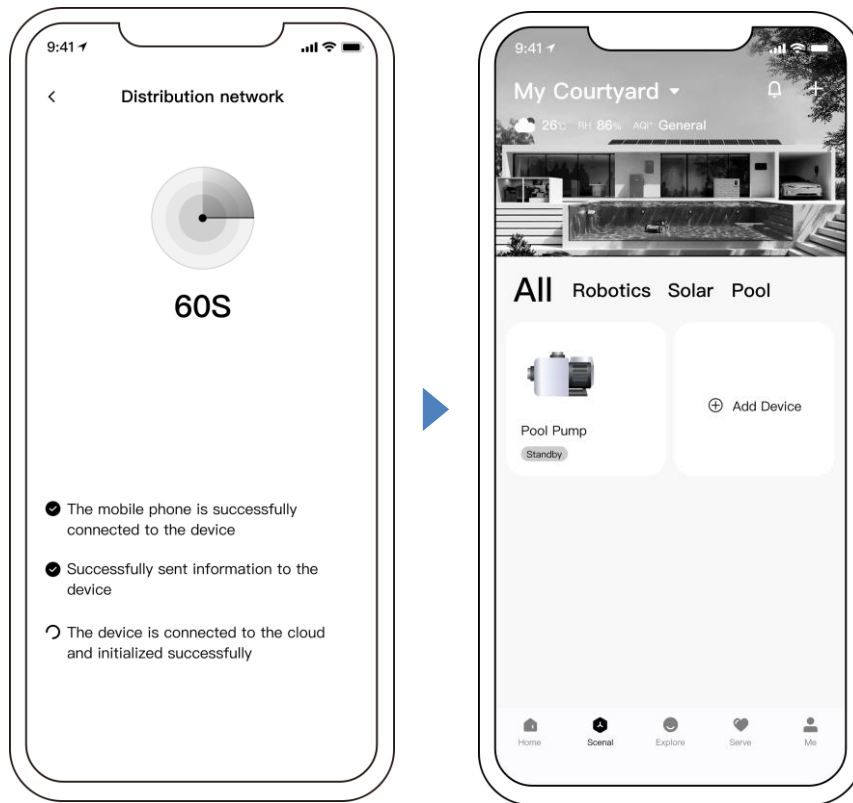 9:41
Distribution network
60S
The mobile phone is successfully
connected to the device
Successfully sent information to the
device
The device is connected to the cloud
and initialized successfully
9:41
My Courtyard
26°C RH 86% AQI* General
All Robotics Solar Pool
Pool Pump
Standby
Add Device
Home Scenal Explore Serve Me